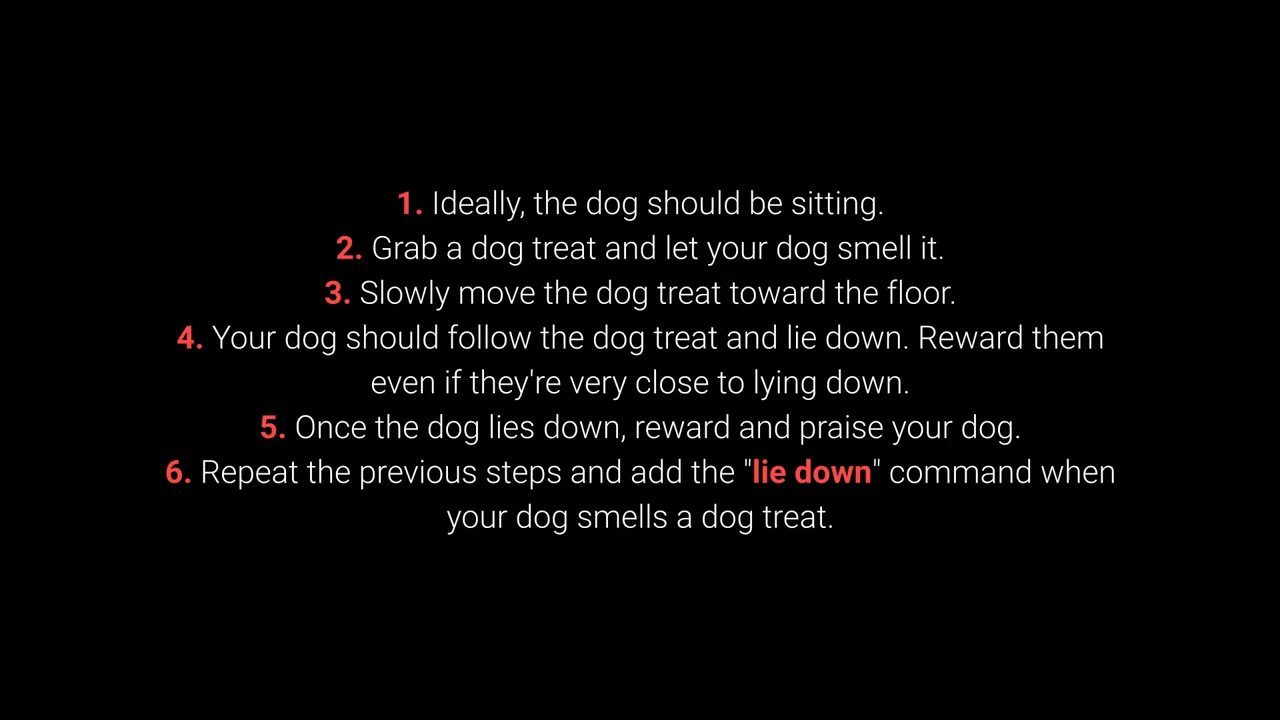 1. Ideally, the dog should be sitting.
2. Grab a dog treat and let your dog smell it.
3. Slowly move the dog treat toward the floor.
4. Your dog should follow the dog treat and lie down. Reward them
even if they're very close to lying down.
5. Once the dog lies down, reward and praise your dog.
6. Repeat the previous steps and add the "lie down" command when
your dog smells a dog treat.